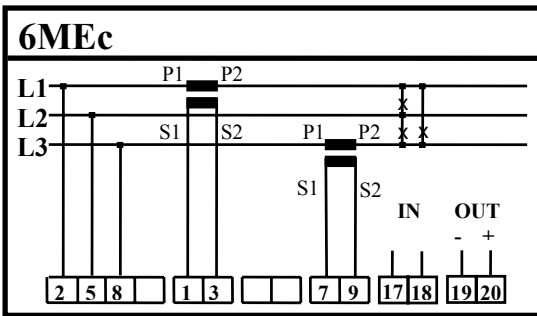 6MEc
P1 P2
L1
L2
S1 S2 P1 P2
L3
S1 S2
IN OUT
- +
2 5 8 1 3 7 9 17 18 19 20